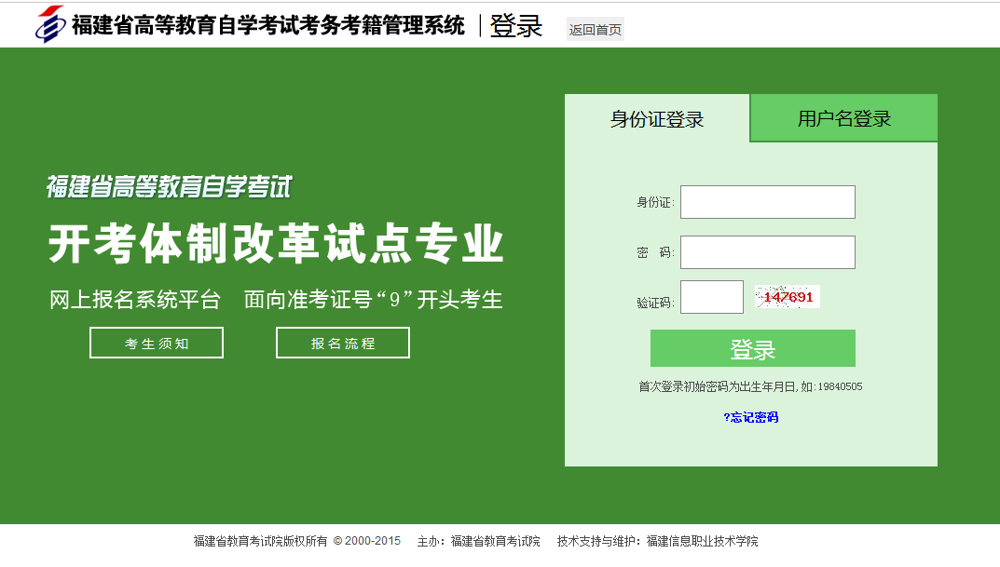 福建省高等教育自学考试考务考籍管理系统 | 登录 返回首页
身份证登录 用户名登录
福建省高等教育自学考试
开考体制改革试点专业
网上报名系统平台 面向准考证号“9”开头考生
考生须知 报名流程
身份证:
密 码:
验证码: 147691
登录
首次登录初始密码为出生年月日,如:19840505
?忘记密码
福建省教育考试院版权所有 © 2000-2015 主办：福建省教育考试院 技术支持与维护：福建信息职业技术学院